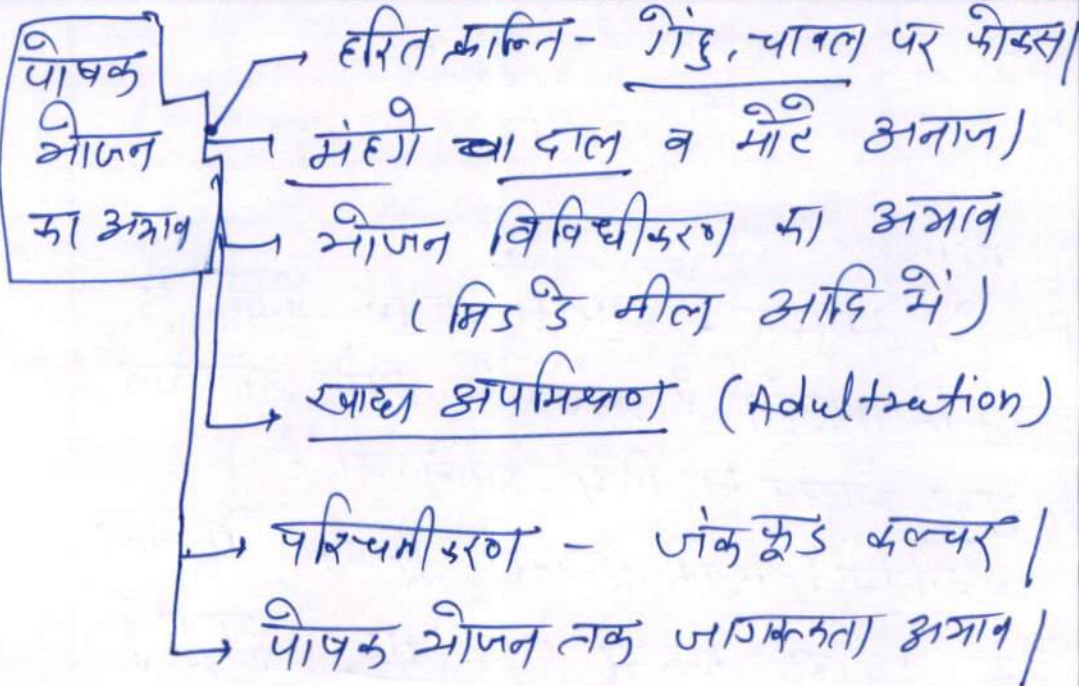 पोषक
भोजन
का अभाव
हरित क्रान्ति - गेंहु, चावल पर फोकस।
मंहगे दाल व मोटे अनाज।
भोजन विविधीकरण का अभाव
(मिड डे मील आदि में)
खाद्य अपमिश्रण (Adultration)
पश्चिमीकरण - जंक फूड कल्चर।
पोषक भोजन तक जागरूकता अभाव।